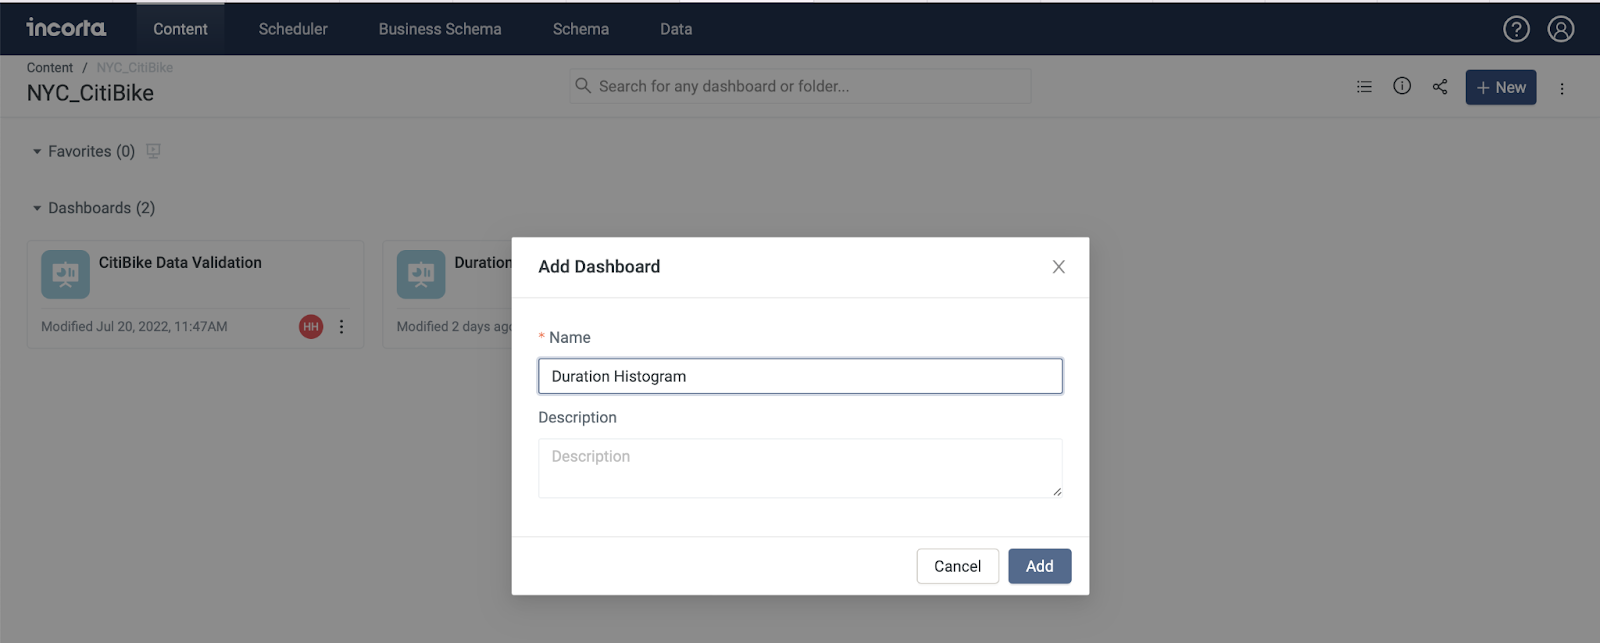 incorta
Content
Scheduler
Business Schema
Schema
Data
Content / NYC_CitiBike
NYC_CitiBike
Search for any dashboard or folder...
+ New
Favorites (0)
Dashboards (2)
CitiBike Data Validation
Modified Jul 20, 2022, 11:47AM
HH
Duration
Modified 2 days ago
Add Dashboard
* Name
Duration Histogram
Description
Description
Cancel
Add